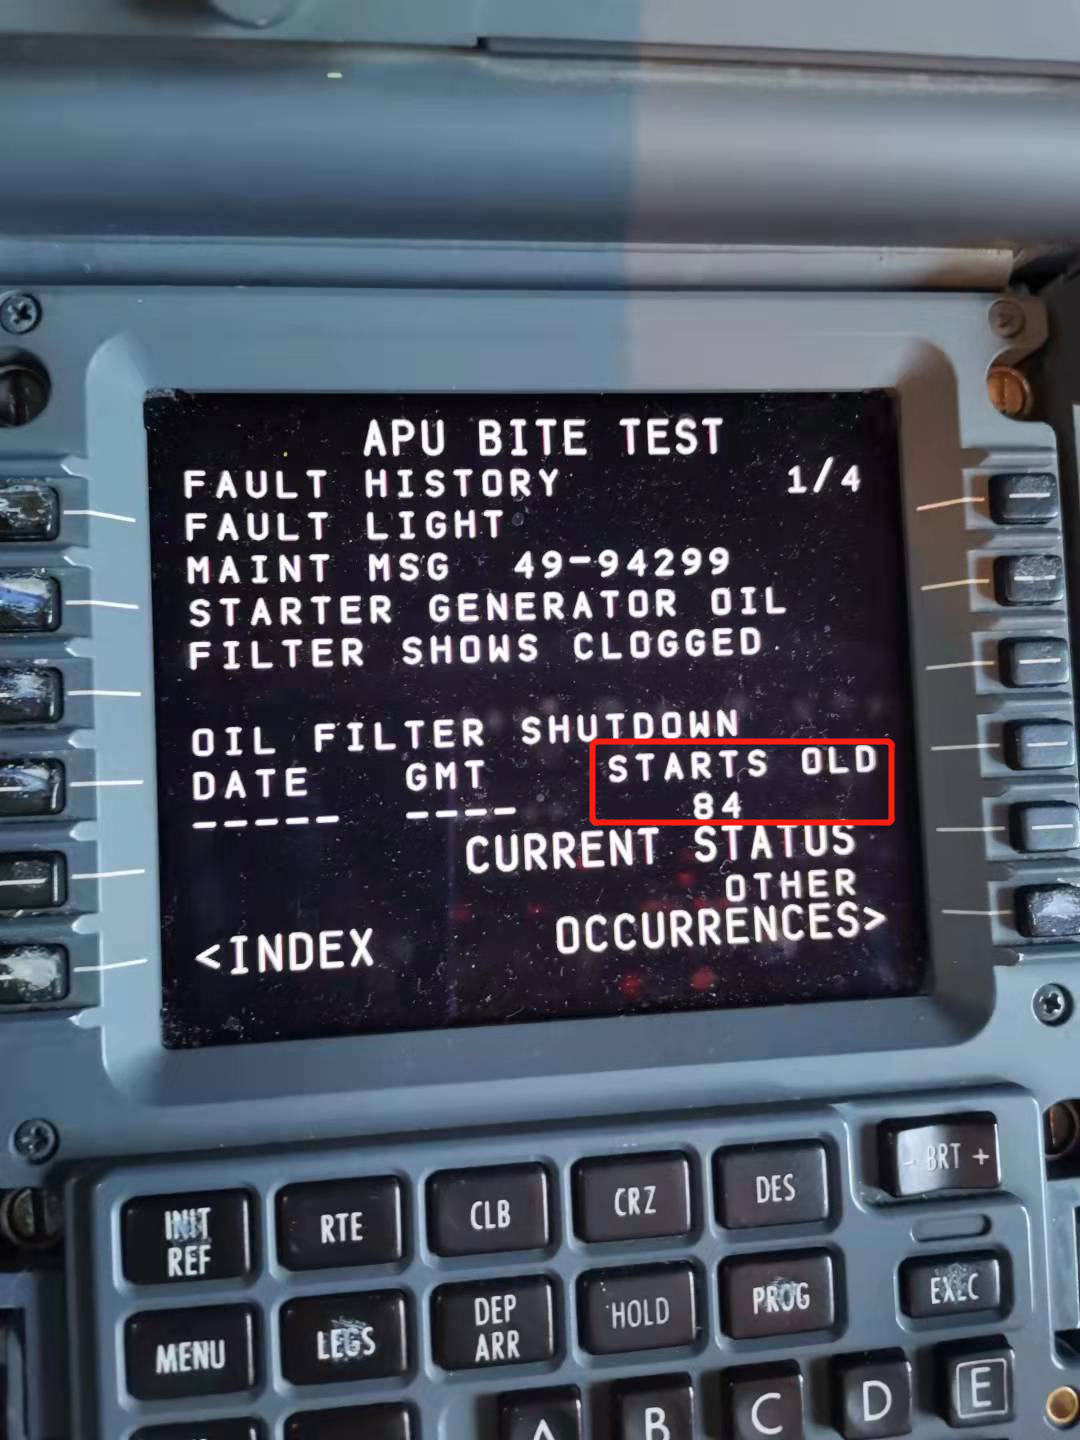 APU BITE TEST
FAULT HISTORY 1/4
FAULT LIGHT
MAINT MSG 49-94299
STARTER GENERATOR OIL
FILTER SHOWS CLOGGED
OIL FILTER SHUTDOWN
DATE GMT STARTS OLD
----- ---- 84
CURRENT STATUS
OTHER
<INDEX OCCURRENCES>
- BRT +
INIT REF
RTE
CLB
CRZ
DES
MENU
LEGS
DEP ARR
HOLD
PROG
EXEC
A
B
C
D
E